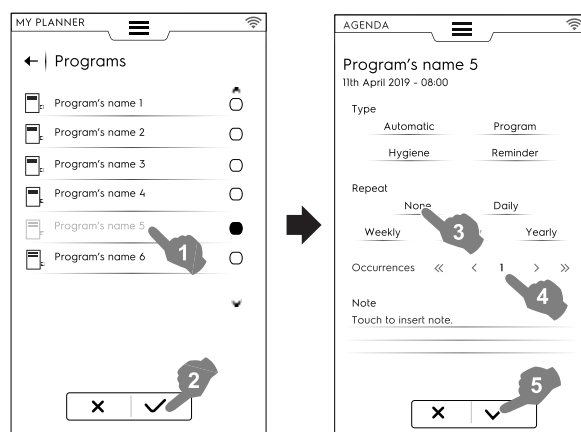 MY PLANNER
Programs
Program's name 1
Program's name 2
Program's name 3
Program's name 4
Program's name 5
1
Program's name 6
2
AGENDA
Program's name 5
11th April 2019 - 08:00
Type
Automatic Program
Hygiene Reminder
Repeat
None Daily
3
Weekly Yearly
Occurrences « < 1 > »
4
Note
Touch to insert note.
5